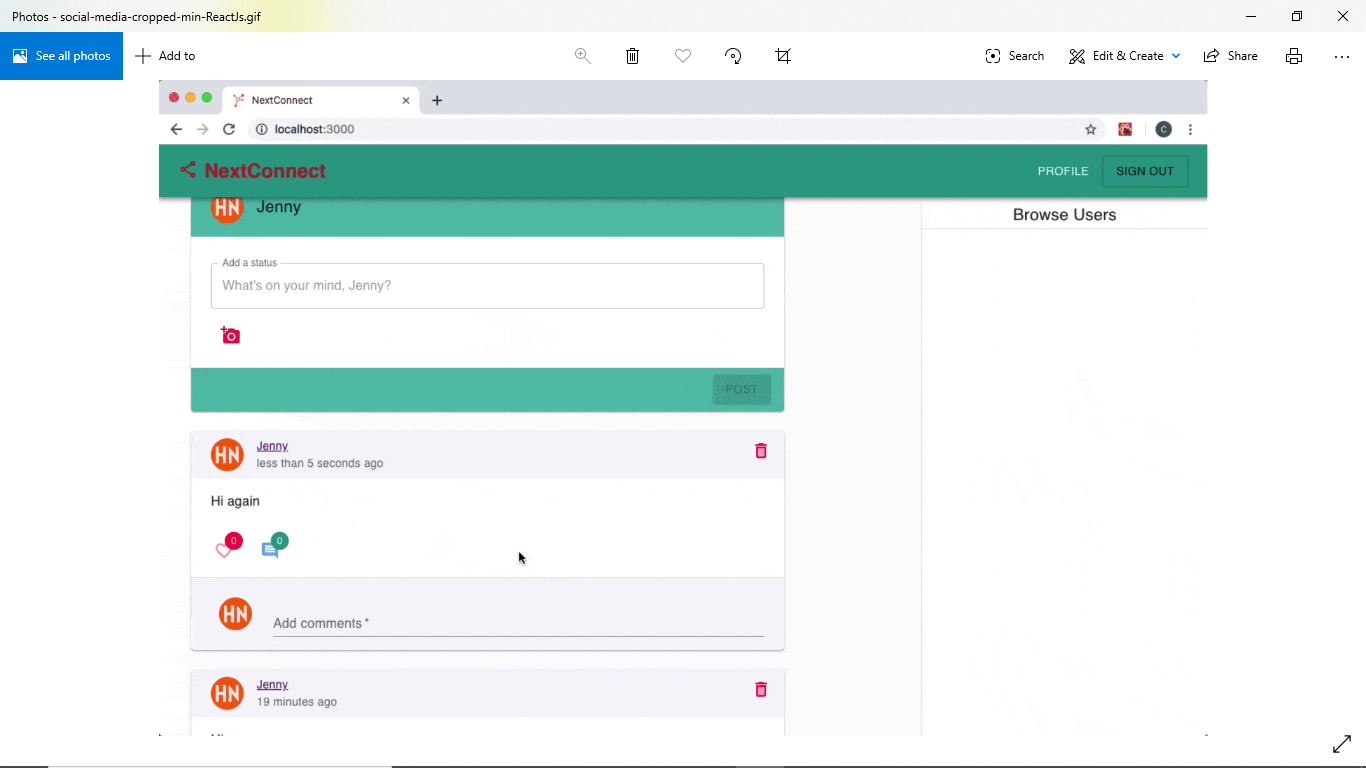 Photos - social-media-cropped-min-ReactJs.gif
See all photos
Add to
Search
Edit & Create
Share
NextConnect
localhost:3000
C
NextConnect
PROFILE
SIGN OUT
HN
Jenny
Browse Users
Add a status
What's on your mind, Jenny?
POST
HN
Jenny
less than 5 seconds ago
Hi again
0
0
HN
Add comments *
HN
Jenny
19 minutes ago